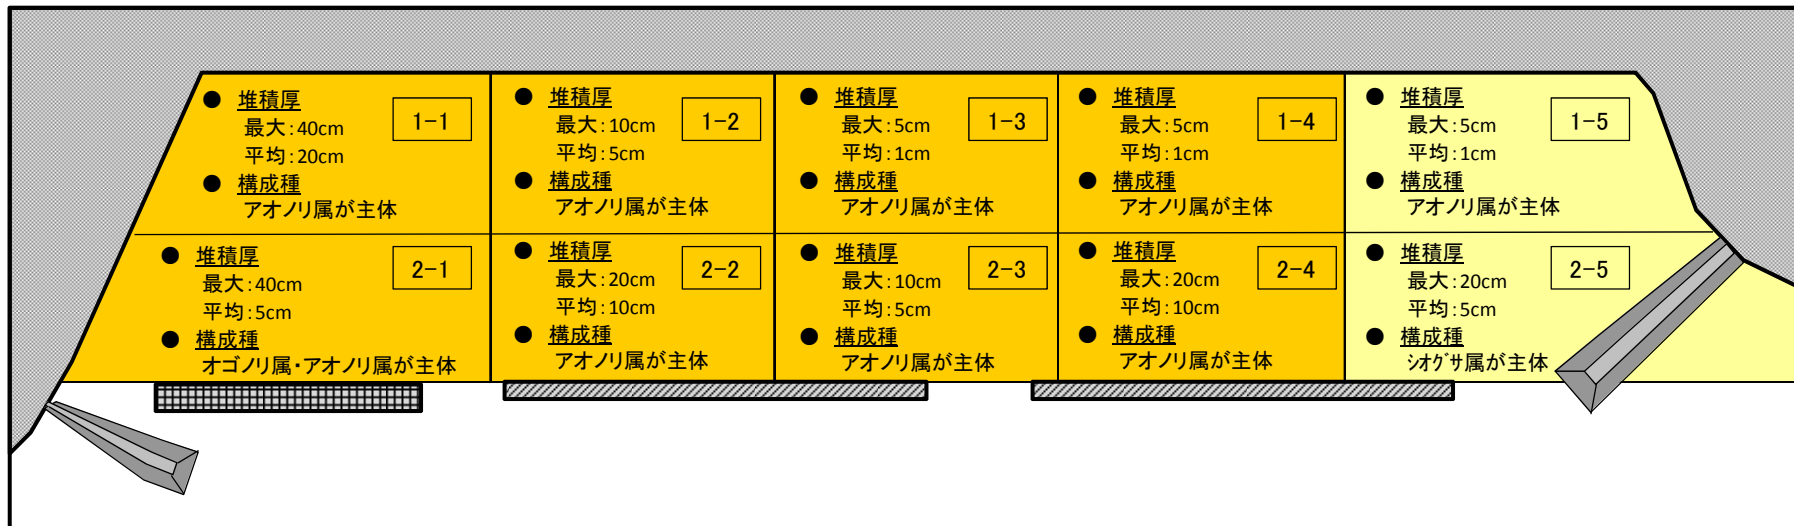 ● 堆積厚
最大:40cm
平均:20cm
● 構成種
アオノリ属が主体
1-1
● 堆積厚
最大:10cm
平均:5cm
● 構成種
アオノリ属が主体
1-2
● 堆積厚
最大:5cm
平均:1cm
● 構成種
アオノリ属が主体
1-3
● 堆積厚
最大:5cm
平均:1cm
● 構成種
アオノリ属が主体
1-4
● 堆積厚
最大:5cm
平均:1cm
● 構成種
アオノリ属が主体
1-5
● 堆積厚
最大:40cm
平均:5cm
● 構成種
オゴノリ属・アオノリ属が主体
2-1
● 堆積厚
最大:20cm
平均:10cm
● 構成種
アオノリ属が主体
2-2
● 堆積厚
最大:10cm
平均:5cm
● 構成種
アオノリ属が主体
2-3
● 堆積厚
最大:20cm
平均:10cm
● 構成種
アオノリ属が主体
2-4
● 堆積厚
最大:20cm
平均:5cm
● 構成種
シオグサ属が主体
2-5